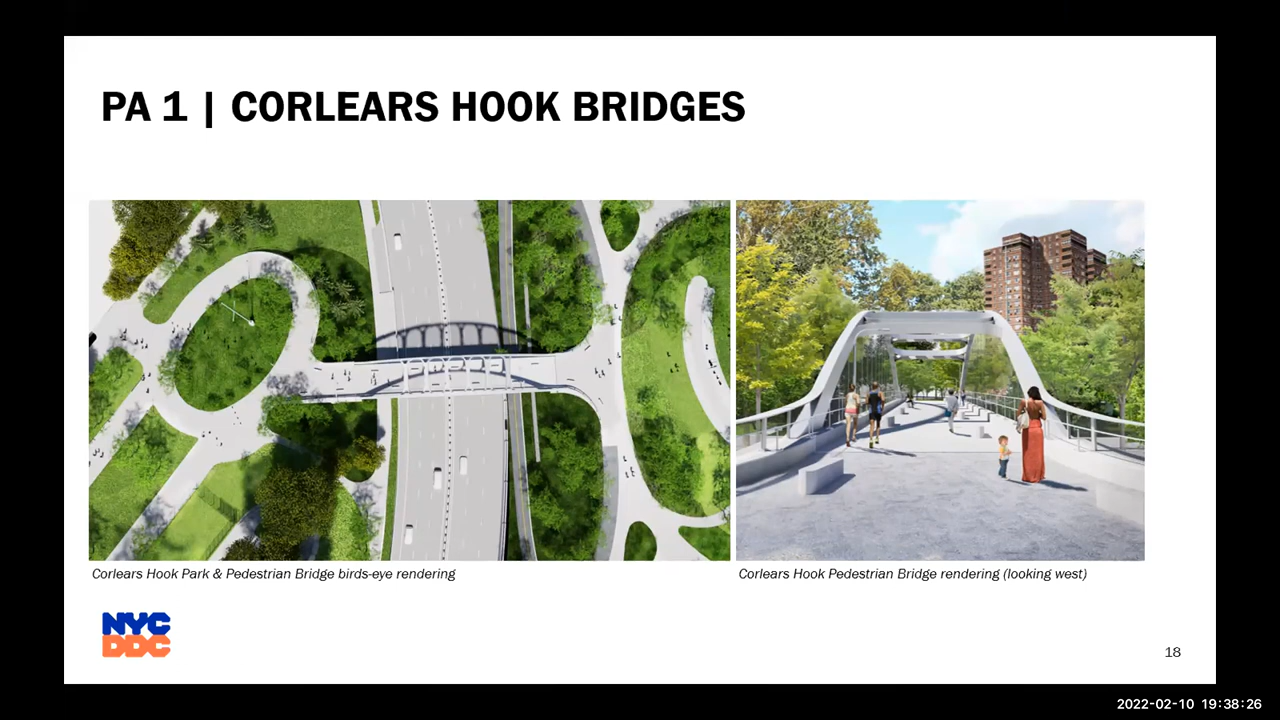 PA 1 | CORLEARS HOOK BRIDGES
Corlears Hook Park & Pedestrian Bridge birds-eye rendering
Corlears Hook Pedestrian Bridge rendering (looking west)
NYC
DDC
18
2022-02-10 19:38:26